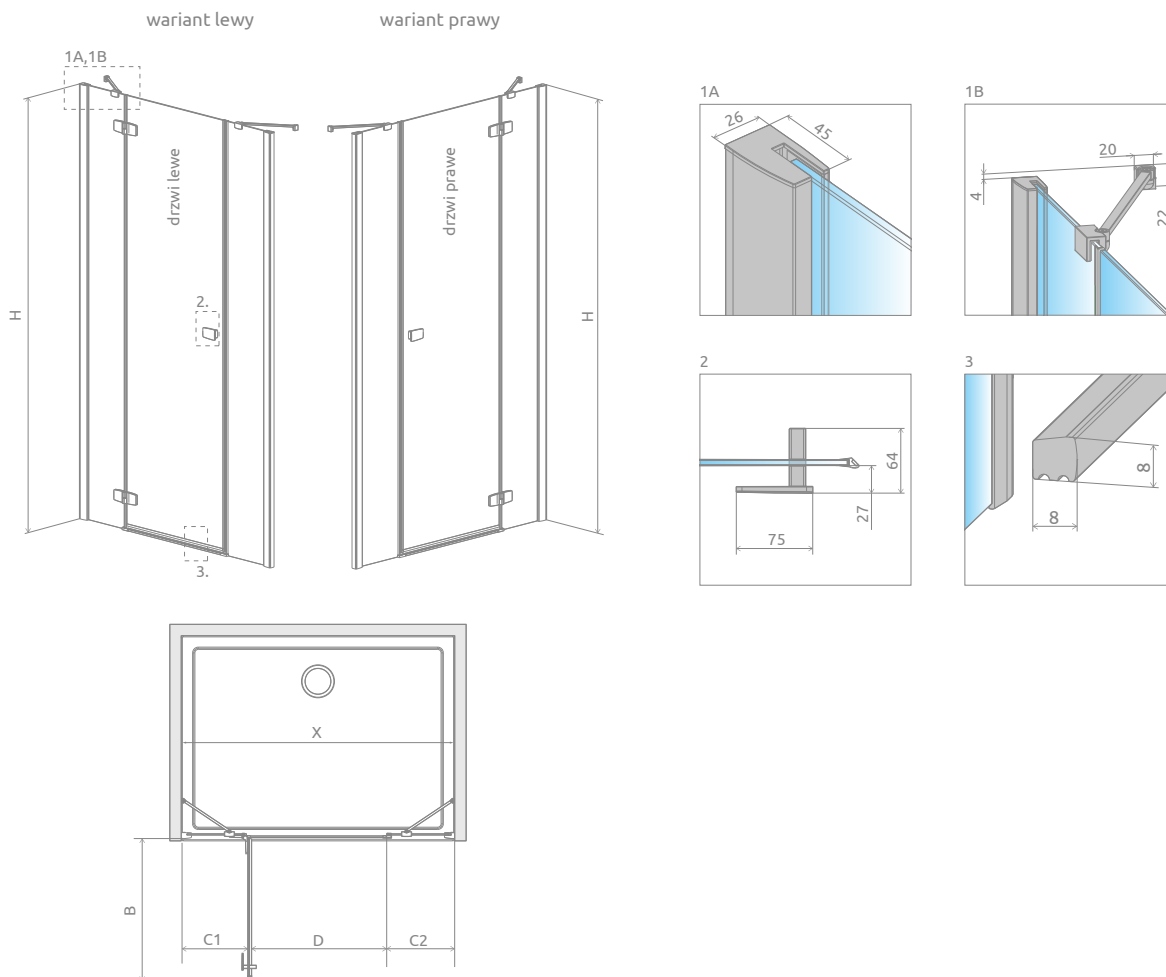 wariant lewy
wariant prawy
1A,1B
H
drzwi lewe
2.
3.
drzwi prawe
H
1A
26
45
1B
20
4
22
2
64
27
75
3
8
8
X
B
C1
D
C2